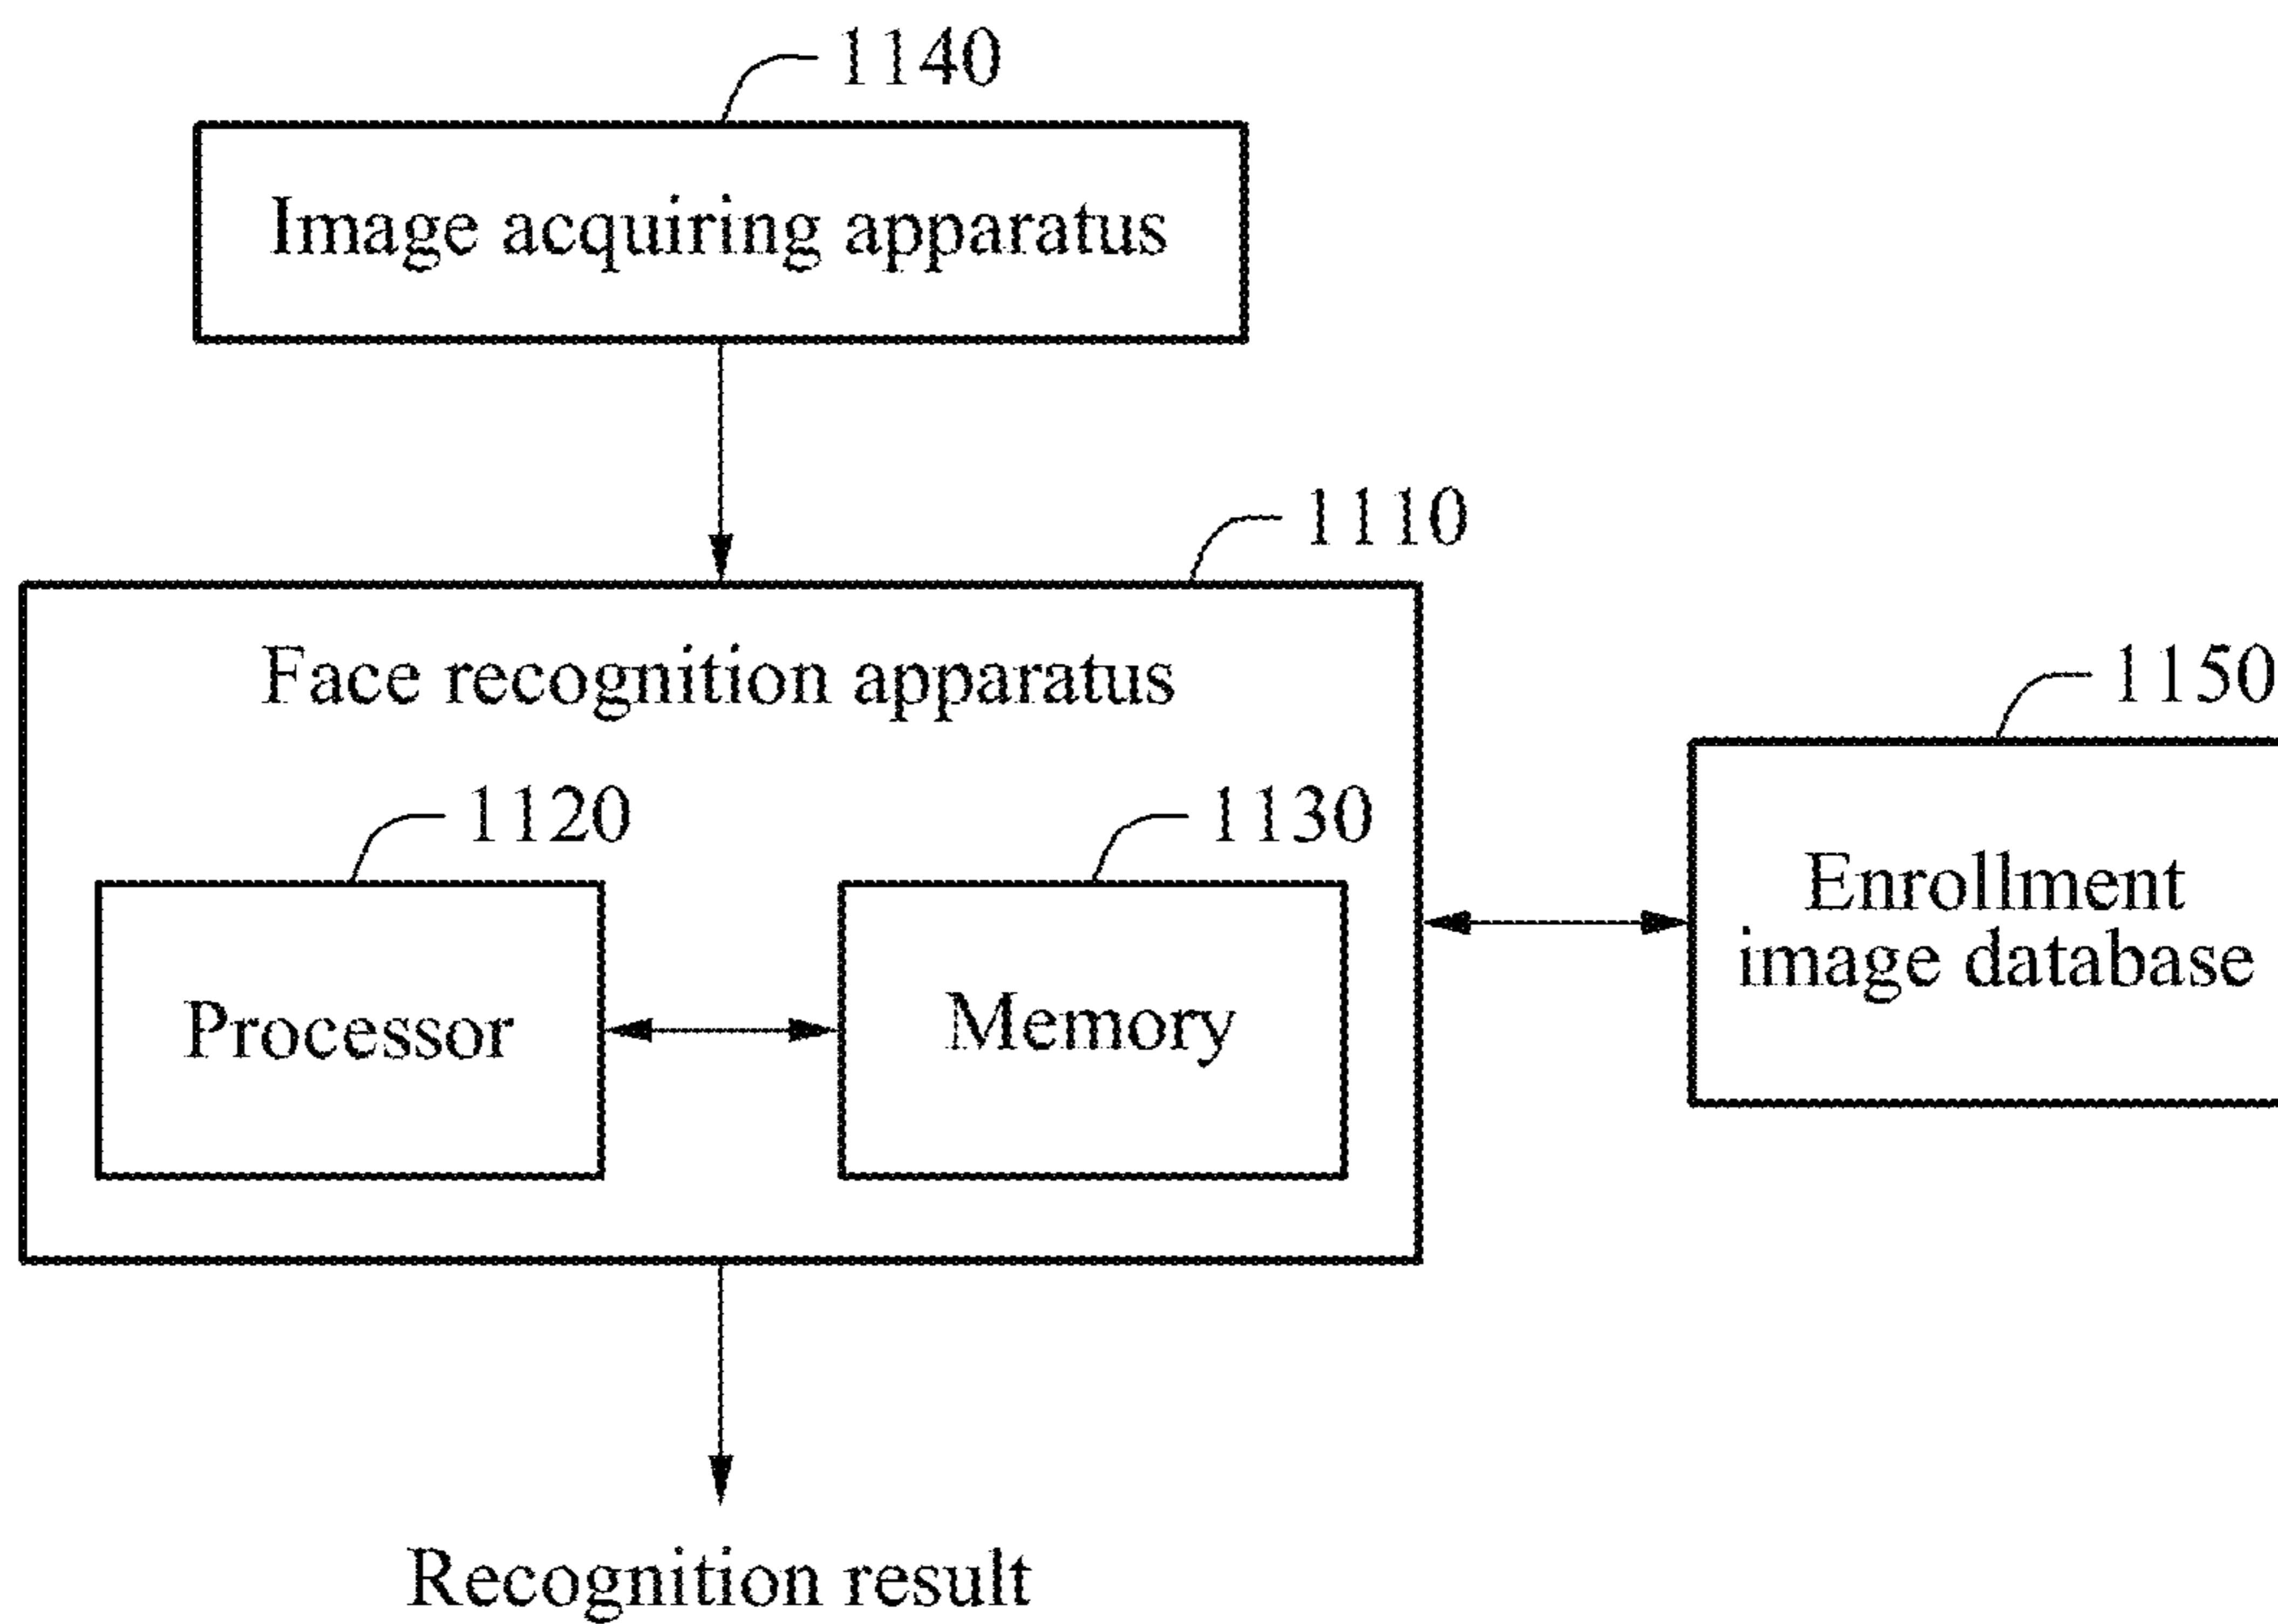 1140
Image acquiring apparatus
1110
Face recognition apparatus
1150
1120
1130
Enrollment
image database
Processor
Memory
Recognition result